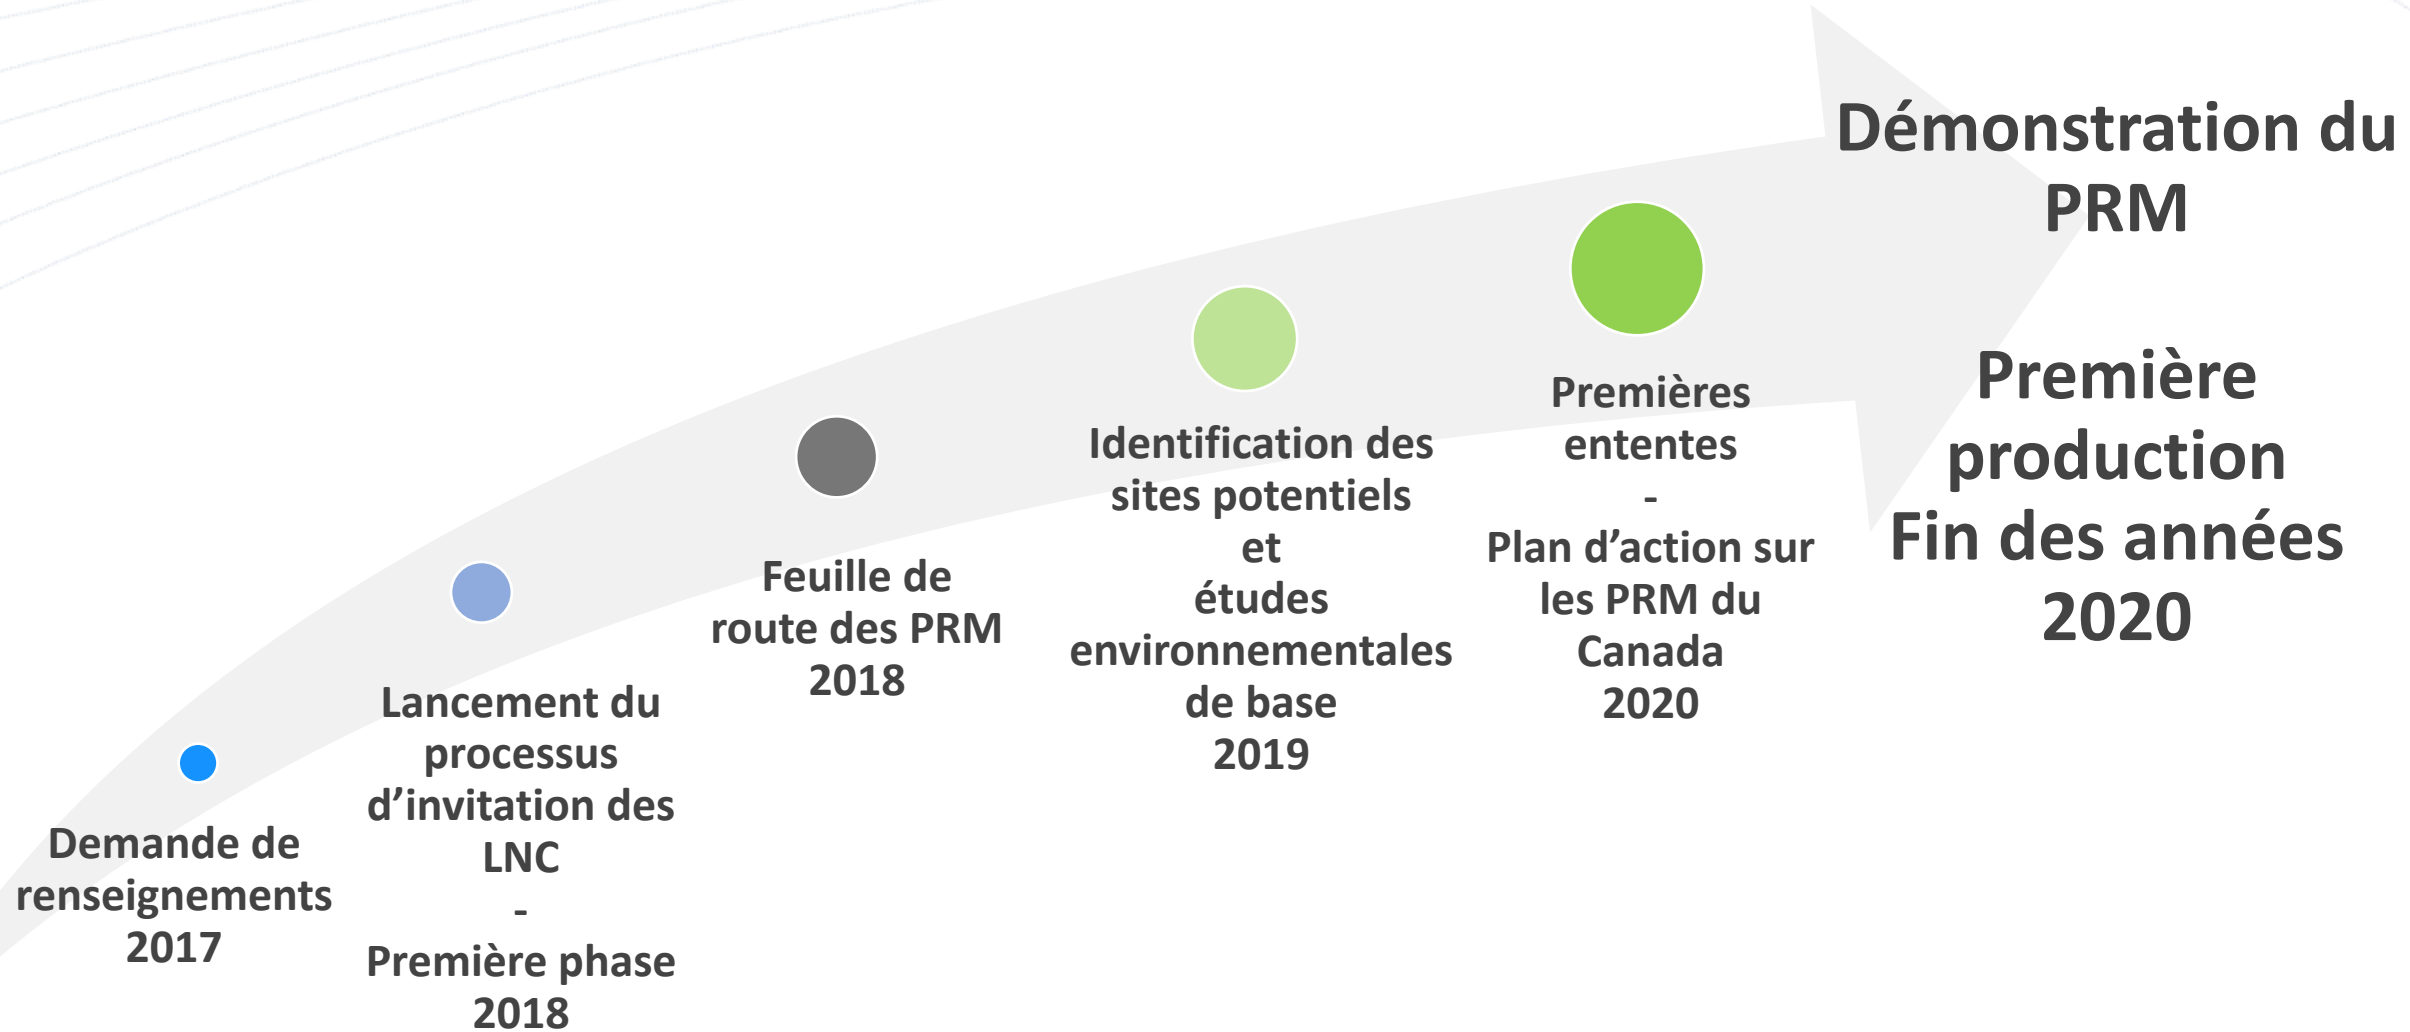 Demande de
renseignements
2017
Lancement du
processus
d’invitation des
LNC
-
Première phase
2018
Feuille de
route des PRM
2018
Identification des
sites potentiels
et
études
environnementales
de base
2019
Premières
ententes
-
Plan d’action sur
les PRM du
Canada
2020
Démonstration du
PRM
Première
production
Fin des années
2020